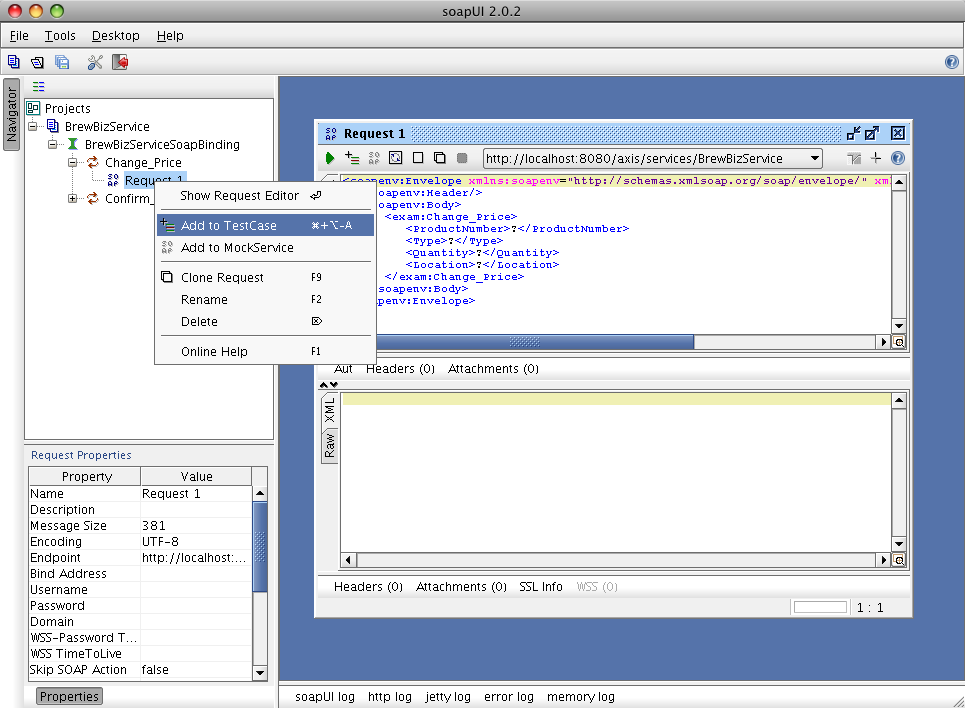 soapUI 2.0.2
File Tools Desktop Help
Navigator
Projects
BrewBizService
BrewBizServiceSoapBinding
Change_Price
Request 1
Confirm_
Show Request Editor
Add to TestCase ⌘+⌥-A
Add to MockService
Clone Request F9
Rename F2
Delete ⌦
Online Help F1
Request Properties
Property Value
Name Request 1
Description
Message Size 381
Encoding UTF-8
Endpoint http://localhost:...
Bind Address
Username
Password
Domain
WSS-Password T...
WSS TimeToLive
Skip SOAP Action false
Properties
Request 1
http://localhost:8080/axis/services/BrewBizService
<soapenv:Envelope xmlns:soapenv="http://schemas.xmlsoap.org/soap/envelope/" xml
oapenv:Header/>
oapenv:Body>
<exam:Change_Price>
<ProductNumber>?</ProductNumber>
<Type>?</Type>
<Quantity>?</Quantity>
<Location>?</Location>
</exam:Change_Price>
soapenv:Body>
penv:Envelope>
Aut Headers (0) Attachments (0)
XML
Raw
Headers (0) Attachments (0) SSL Info WSS (0)
1 : 1
soapUI log http log jetty log error log memory log